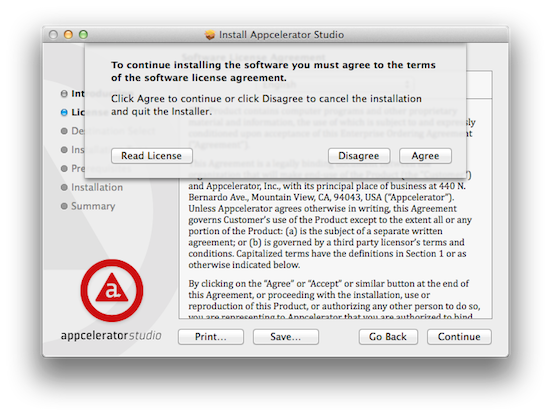 Install Appcelerator Studio
To continue installing the software you must agree to the terms
of the software license agreement.
Click Agree to continue or click Disagree to cancel the installation
and quit the Installer.
Read License
Disagree
Agree
Installation
Summary
and Appcelerator, Inc., with its principal place of business at 440 N.
Bernardo Ave., Mountain View, CA, 94043, USA ("Appcelerator").
Unless Appcelerator agrees otherwise in writing, this Agreement
governs Customer's use of the Product except to the extent all or any
portion of the Product: (a) is the subject of a separate written
agreement; or (b) is governed by a third party licensor's terms and
conditions. Capitalized terms have the definitions in Section 1 or as
otherwise indicated below.
By clicking on the "Agree" or "Accept" or similar button at the end of
this Agreement, or proceeding with the installation, use or
reproduction of this Product, or authorizing any other person to do so,
you are representing to Appcelerator that you are authorized to bind
a
appceleratorstudio
Print...
Save...
Go Back
Continue